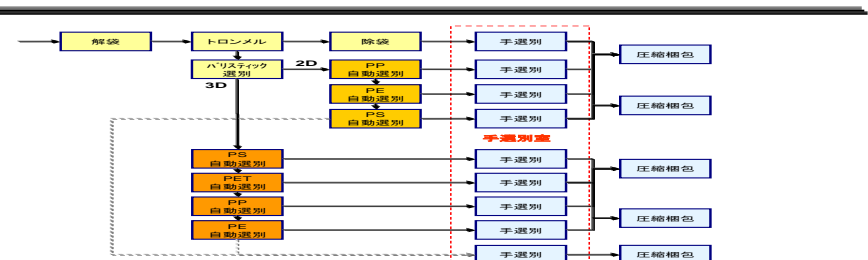 解袋
トロンメル
除袋
手選別
圧縮梱包
バリスティック
選別
2D
PP
自動選別
手選別
3D
PE
自動選別
手選別
圧縮梱包
PS
自動選別
手選別
手選別室
PS
自動選別
手選別
圧縮梱包
PET
自動選別
手選別
PP
自動選別
手選別
圧縮梱包
PE
自動選別
手選別
手選別
圧縮梱包